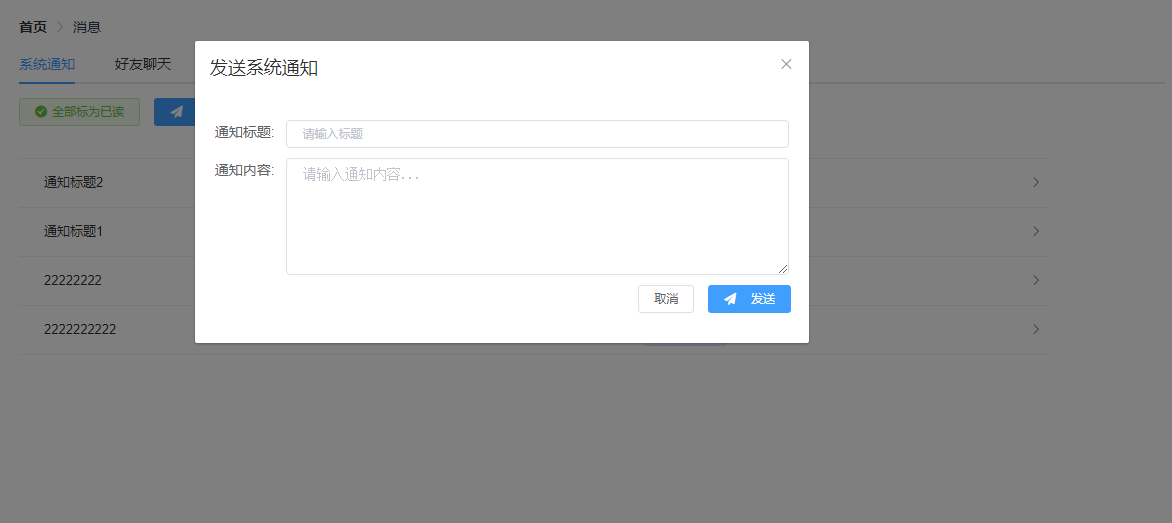 首页 > 消息
系统通知 好友聊天
全部标为已读
发送系统通知
通知标题: 请输入标题
通知内容: 请输入通知内容...
取消 发送
通知标题2
通知标题1
22222222
2222222222